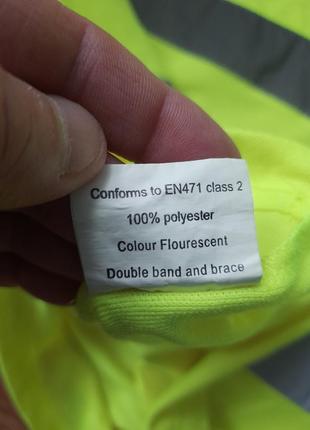 Conforms to EN471 class 2
100% polyester
Colour Flourescent
Double band and brace